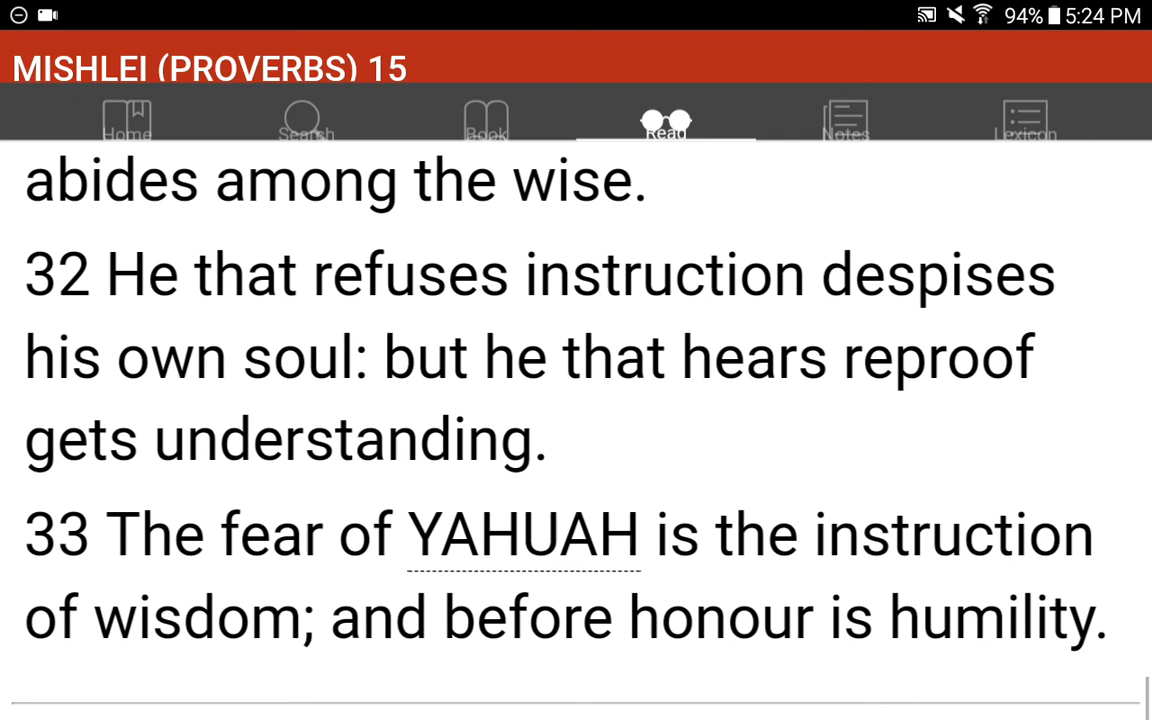 94% 5:24 PM
MISHLEI (PROVERBS) 15
Home Search Book Read Notes Lexicon
abides among the wise.
32 He that refuses instruction despises
his own soul: but he that hears reproof
gets understanding.
33 The fear of YAHUAH is the instruction
of wisdom; and before honour is humility.